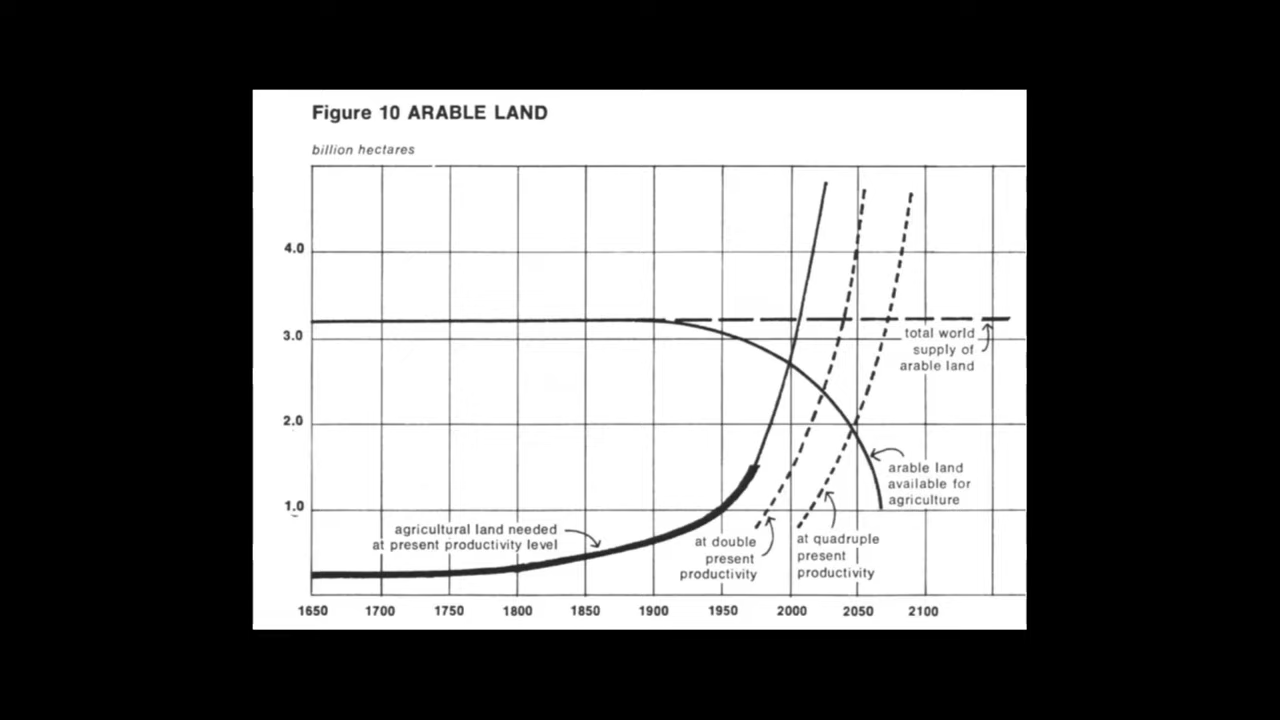 Figure 10 ARABLE LAND
billion hectares
4.0
3.0
total world
supply of
arable land
2.0
arable land
available for
agriculture
1.0
agricultural land needed
at present productivity level
at double
present
productivity
at quadruple
present
productivity
1650 1700 1750 1800 1850 1900 1950 2000 2050 2100